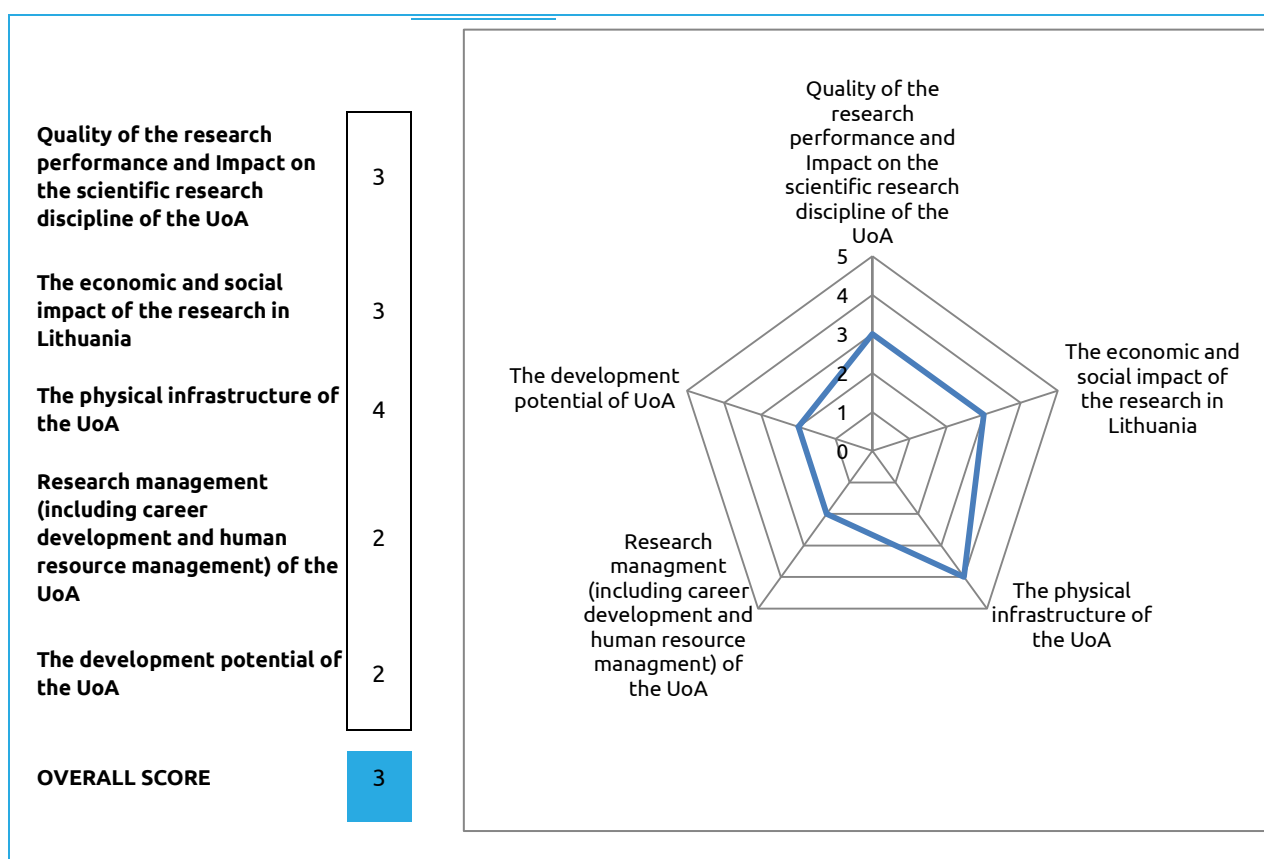 Quality of the research
performance and Impact on
the scientific research
discipline of the UoA
3
The economic and social
impact of the research in
Lithuania
3
The physical infrastructure of
the UoA
4
Research management
(including career
development and human
resource management) of the
UoA
2
The development potential of
the UoA
2
OVERALL SCORE
3
Quality of the
research
performance and
Impact on the
scientific research
discipline of the
UoA
5
4
3
2
1
0
The economic and
social impact of
the research in
Lithuania
The physical
infrastructure of
the UoA
Research
managment
(including career
development and
human resource
managment) of
the UoA
The development
potential of UoA